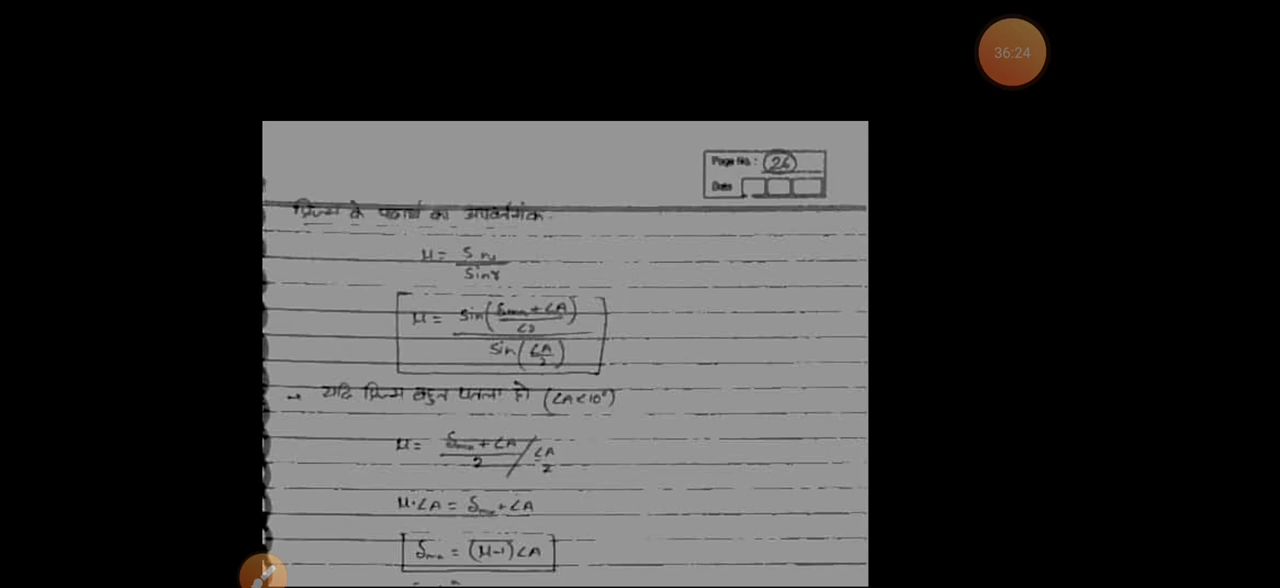 36:24
Page No.: 26
Date
प्रिज्म के पदार्थ का अपवर्तनांक
μ = Sin i / Sin r
μ = Sin((δmin + ∠A)/2) / Sin(∠A/2)
→ यदि प्रिज्म बहुत पतला हो (∠A<10°)
μ = (δmin + ∠A)/2 / ∠A/2
μ·∠A = δmin + ∠A
δmin = (μ-1)∠A